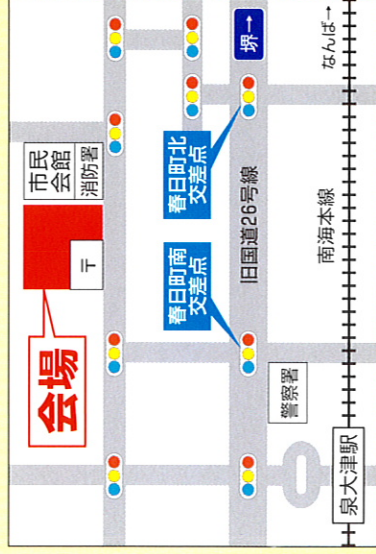 市民
会館
消防署
〒
会場
堺→
春日町北
交差点
春日町南
交差点
旧国道26号線
なんば→
南海本線
警察署
泉大津駅